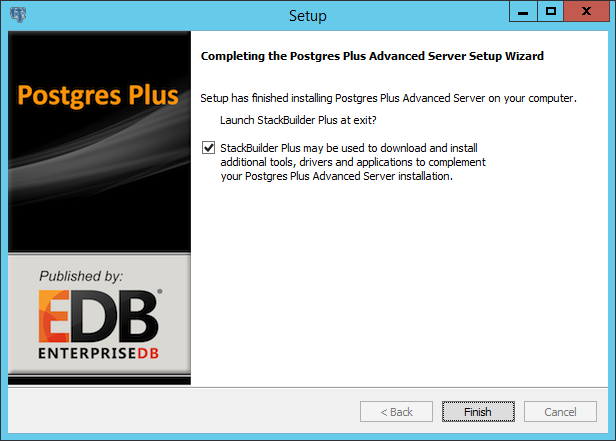 Setup
Postgres Plus
Published by:
EDB
ENTERPRISEDB
Completing the Postgres Plus Advanced Server Setup Wizard
Setup has finished installing Postgres Plus Advanced Server on your computer.
Launch StackBuilder Plus at exit?
StackBuilder Plus may be used to download and install
additional tools, drivers and applications to complement
your Postgres Plus Advanced Server installation.
< Back
Finish
Cancel